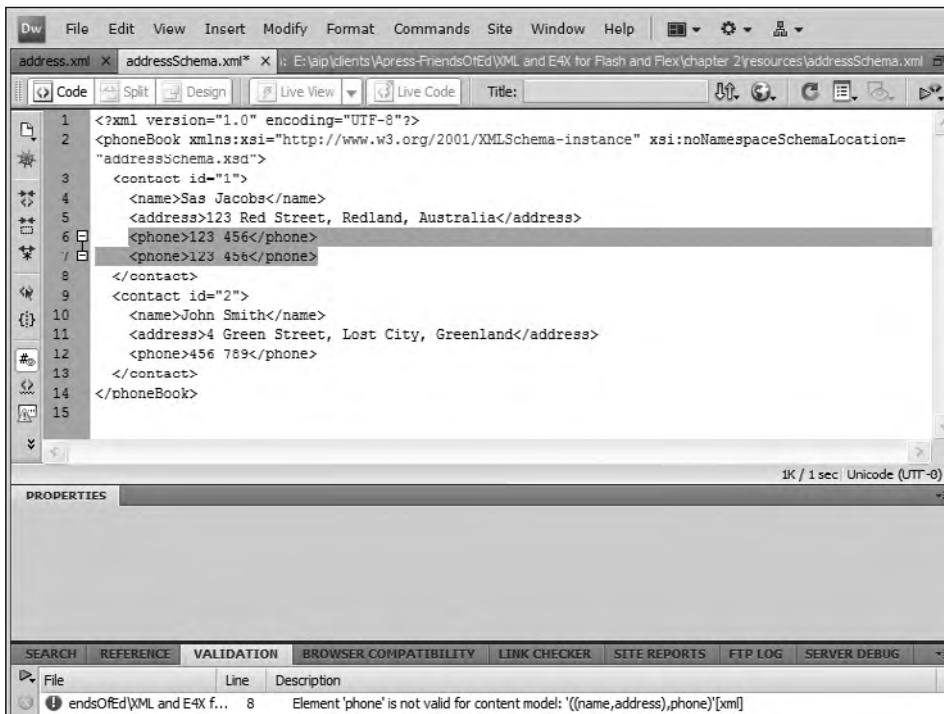 Dw File Edit View Insert Modify Format Commands Site Window Help
address.xml × addressSchema.xml* × E:\aip\clients\Apress-FriendsOfEd\XML and E4X for Flash and Flex\chapter 2\resources\addressSchema.xml
Code Split Design Live View Live Code Title:
1 <?xml version="1.0" encoding="UTF-8"?>
2 <phoneBook xmlns:xsi="http://www.w3.org/2001/XMLSchema-instance" xsi:noNamespaceSchemaLocation=
"addressSchema.xsd">
3 <contact id="1">
4 <name>Sas Jacobs</name>
5 <address>123 Red Street, Redland, Australia</address>
6 <phone>123 456</phone>
7 <phone>123 456</phone>
8 </contact>
9 <contact id="2">
10 <name>John Smith</name>
11 <address>4 Green Street, Lost City, Greenland</address>
12 <phone>456 789</phone>
13 </contact>
14 </phoneBook>
15
1K / 1 sec Unicode (UTF-8)
PROPERTIES
SEARCH REFERENCE VALIDATION BROWSER COMPATIBILITY LINK CHECKER SITE REPORTS FTP LOG SERVER DEBUG
File Line Description
endsOfEd\XML and E4X f... 8 Element 'phone' is not valid for content model: '((name,address),phone)'[xml]